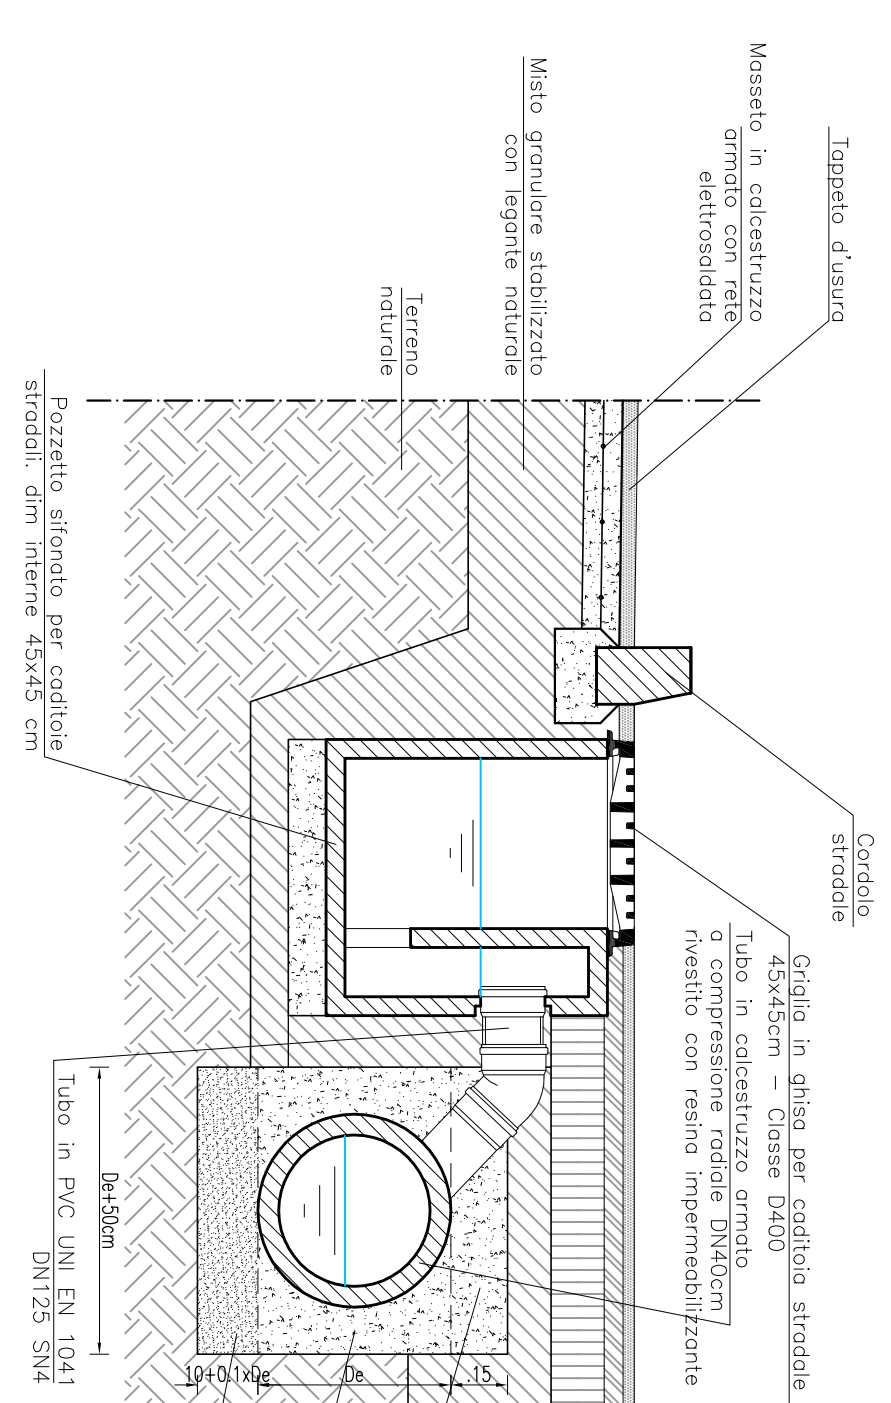 Tappeto d'usura
Masseto in calcestruzzo
armato con rete
elettrosaldata
Misto granulare stabilizzato
con legante naturale
Terreno
naturale
Pozzetto sifonato per caditoie
stradali. dim interne 45x45 cm
Cordolo
stradale
Griglia in ghisa per caditoia stradale
45x45cm – Classe D400
Tubo in calcestruzzo armato
a compressione radiale DN40cm
rivestito con resina impermeabilizzante
Tubo in PVC UNI EN 1041
DN125 SN4
De+50cm
10+0.1xDe
De
.15